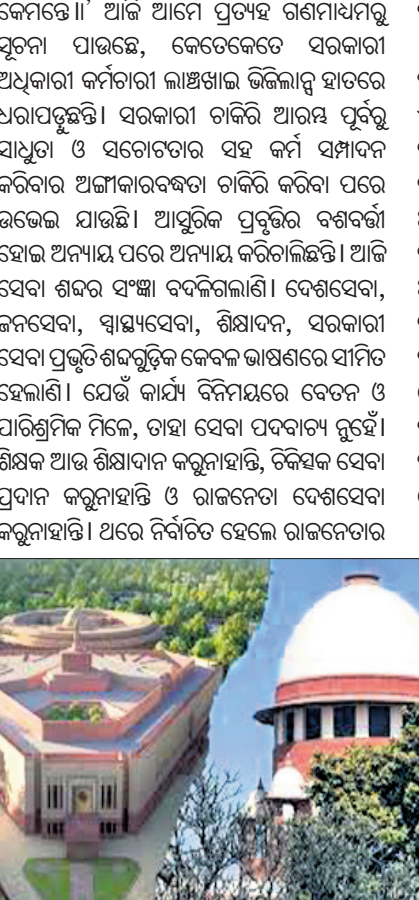 କେମନ୍ତେ॥' ଆଜି ଆମେ ପ୍ରତ୍ୟହ ଗଣମାଧ୍ୟମରୁ
ସୂଚନା ପାଉଛେ, କେତେକେତେ ସରକାରୀ
ଅଧିକାରୀ କର୍ମଚାରୀ ଲାଞ୍ଚଖାଇ ଭିଜିଲାନ୍ସ ହାତରେ
ଧରାପଡୁଛନ୍ତି। ସରକାରୀ ଚାକିରି ଆରମ୍ଭ ପୂର୍ବରୁ
ସାଧୁତା ଓ ସଚୋଟତାର ସହ କର୍ମ ସମ୍ପାଦନ
କରିବାର ଅଙ୍ଗୀକାରବଦ୍ଧତା ଚାକିରି କରିବା ପରେ
ଉଭେଇ ଯାଉଛି। ଆସୁରିକ ପ୍ରବୃତ୍ତିର ବଶବର୍ତ୍ତୀ
ହୋଇ ଅନ୍ୟାୟ ପରେ ଅନ୍ୟାୟ କରିଚାଲିଛନ୍ତି। ଆଜି
ସେବା ଶବ୍ଦର ସଂଜ୍ଞା ବଦଳିଗଲାଣି। ଦେଶସେବା,
ଜନସେବା, ସ୍ୱାସ୍ଥ୍ୟସେବା, ଶିକ୍ଷାଦାନ, ସରକାରୀ
ସେବା ପ୍ରଭୃତି ଶବ୍ଦଗୁଡ଼ିକ କେବଳ ଭାଷଣରେ ସୀମିତ
ହେଲାଣି। ଯେଉଁ କାର୍ଯ୍ୟ ବିନିମୟରେ ବେତନ ଓ
ପାରିଶ୍ରମିକ ମିଳେ, ତାହା ସେବା ପଦବାଚ୍ୟ ନୁହେଁ।
ଶିକ୍ଷକ ଆଉ ଶିକ୍ଷାଦାନ କରୁନାହାନ୍ତି, ଚିକିତ୍ସକ ସେବା
ପ୍ରଦାନ କରୁନାହାନ୍ତି ଓ ରାଜନେତା ଦେଶସେବା
କରୁନାହାନ୍ତି। ଥରେ ନିର୍ବାଚିତ ହେଲେ ରାଜନେତାର